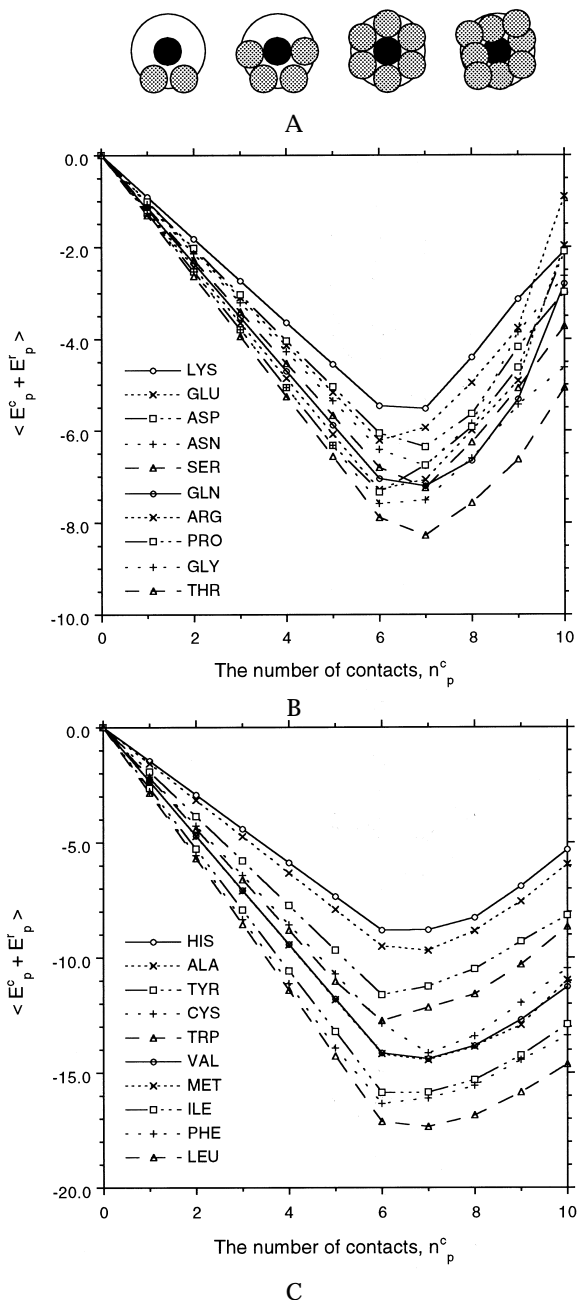 A
0.0
-2.0
-4.0
-6.0
-8.0
-10.0
< E^c_p + E^r_p >
LYS
GLU
ASP
ASN
SER
GLN
ARG
PRO
GLY
THR
0 2 4 6 8 10
The number of contacts, n^c_p
B
0.0
-5.0
-10.0
-15.0
-20.0
< E^c_p + E^r_p >
HIS
ALA
TYR
CYS
TRP
VAL
MET
ILE
PHE
LEU
0 2 4 6 8 10
The number of contacts, n^c_p
C